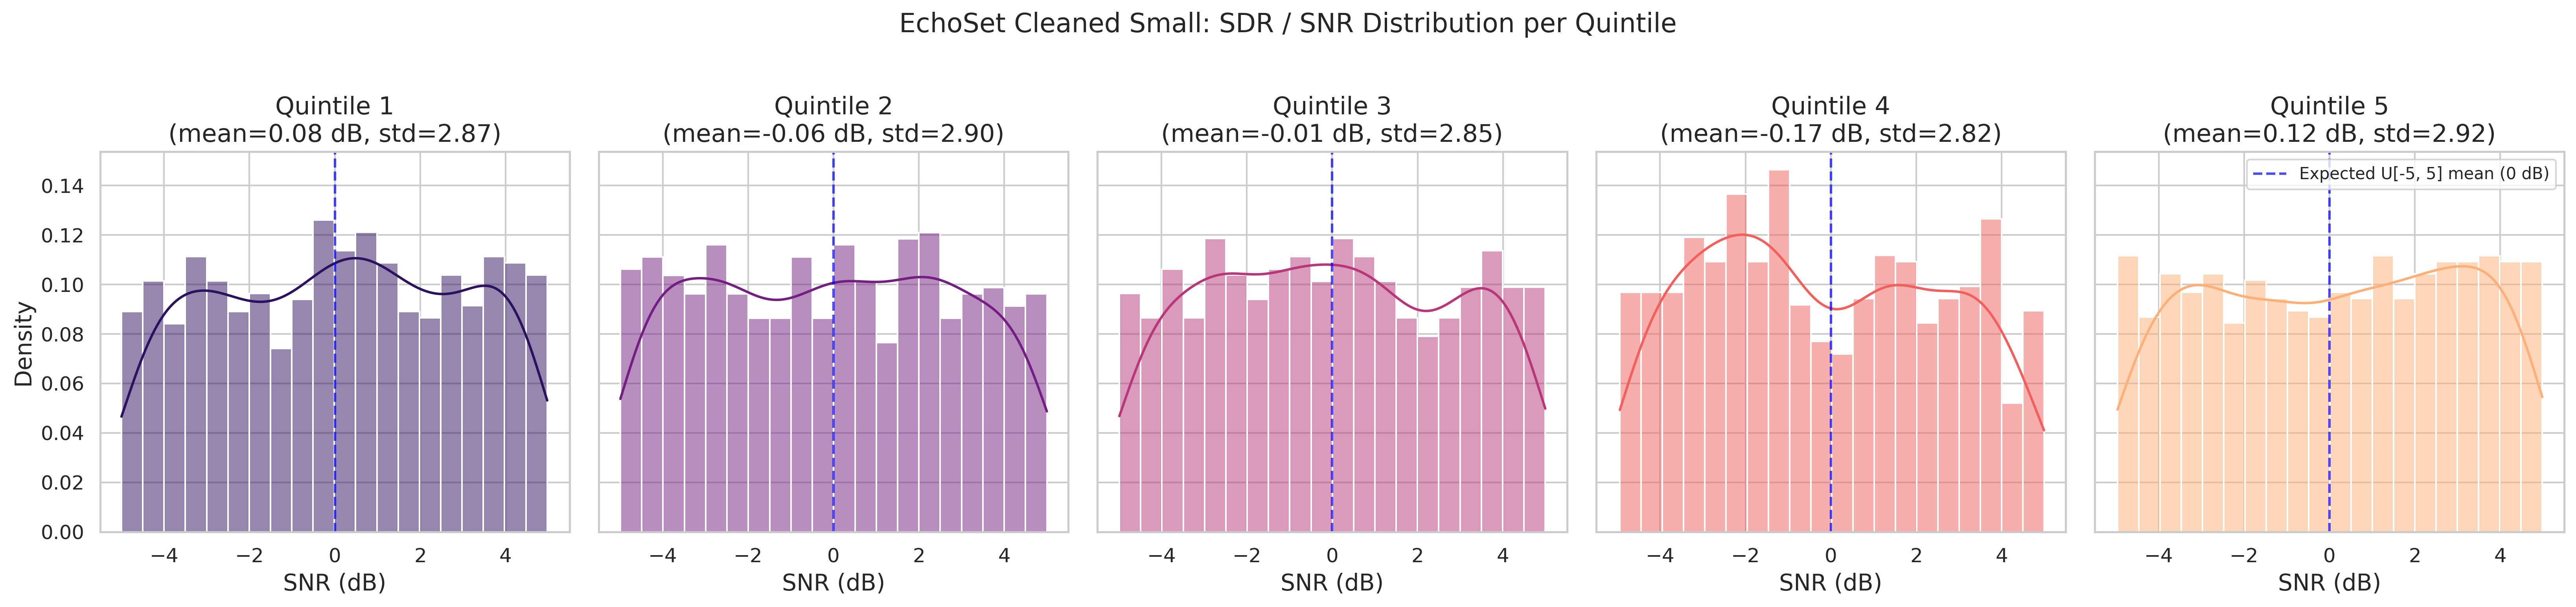 EchoSet Cleaned Small: SDR / SNR Distribution per Quintile
Quintile 1
(mean=0.08 dB, std=2.87)
Quintile 2
(mean=-0.06 dB, std=2.90)
Quintile 3
(mean=-0.01 dB, std=2.85)
Quintile 4
(mean=-0.17 dB, std=2.82)
Quintile 5
(mean=0.12 dB, std=2.92)
Expected U[-5, 5] mean (0 dB)
Density
0.14
0.12
0.10
0.08
0.06
0.04
0.02
0.00
−4 −2 0 2 4
−4 −2 0 2 4
−4 −2 0 2 4
−4 −2 0 2 4
−4 −2 0 2 4
SNR (dB)
SNR (dB)
SNR (dB)
SNR (dB)
SNR (dB)